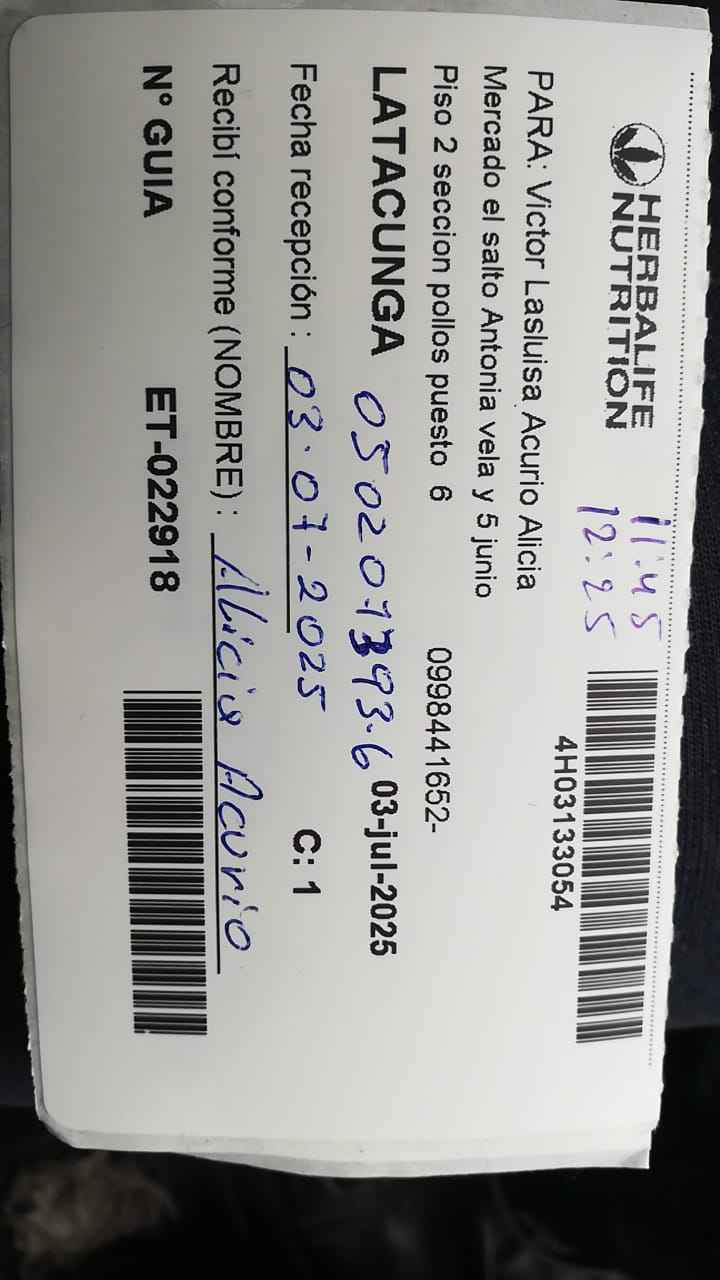 HERBALIFE
NUTRITION
11:45
12:25
4H03133054
PARA: Victor Lasluisa Acurio Alicia
Mercado el salto Antonia vela y 5 junio
Piso 2 seccion pollos puesto 6 0998441652-
LATACUNGA 03-jul-2025
Fecha recepción : 03-07-2025 C: 1
Recibí conforme (NOMBRE) : Alicia Acurio
N° GUIA ET-022918